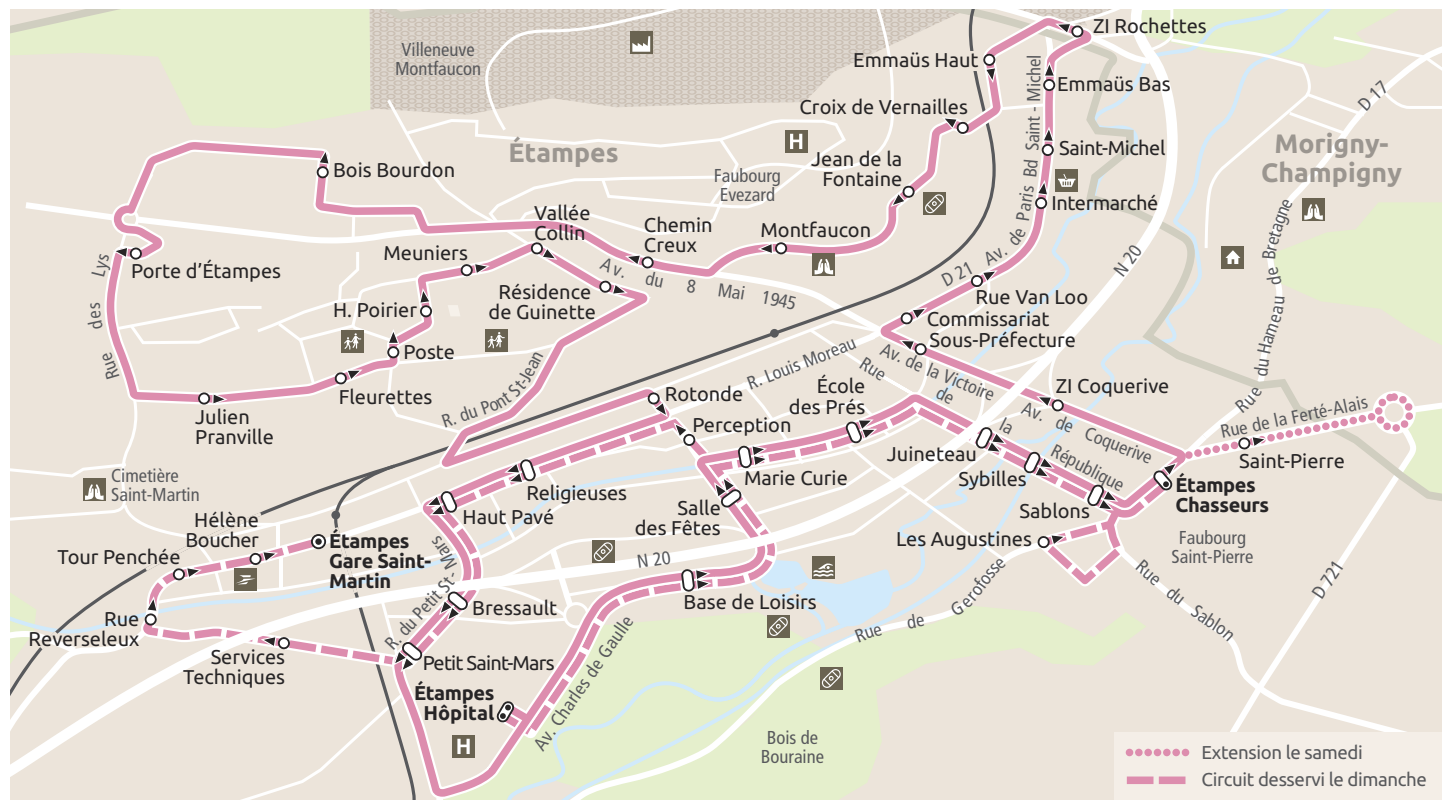 ZI Rochettes
Villeneuve
Montfaucon
Emmaüs Haut
Emmaüs Bas
D 17
Croix de Vernailles
H
Étampes
Saint-Michel
Bd Saint - Michel
Morigny-
Champigny
Jean de la
Fontaine
Bois Bourdon
Faubourg
Evezard
Intermarché
Av. de Paris
Vallée
Collin
Chemin
Creux
Montfaucon
Meuniers
Porte d'Étampes
Av. du 8 Mai 1945
D 21
N 20
Rue du Hameau de Bretagne
Rue des Lys
Résidence
de Guinette
H. Poirier
Rue Van Loo
Commissariat
Sous-Préfecture
Poste
R. Louis Moreau
Av. de la Victoire
Fleurettes
R. du Pont St-Jean
Rotonde
École
des Prés
Rue de la République
ZI Coquerive
Av. de Coquerive
Julien
Pranville
Perception
Rue de la Ferté-Alais
Saint-Pierre
Juineteau
Marie Curie
Sybilles
Cimetière
Saint-Martin
Religieuses
Étampes
Chasseurs
Salle
des Fêtes
Sablons
Haut Pavé
Hélène
Boucher
Les Augustines
Faubourg
Saint-Pierre
Tour Penchée
Étampes
Gare Saint-
Martin
N 20
R. du Petit St - Mars
Base de Loisirs
Bressault
Rue de Gerofosse
Rue du Sablon
D 721
Rue
Reverseleux
Services
Techniques
Petit Saint-Mars
Av. Charles de Gaulle
Étampes
Hôpital
H
Bois de
Bouraine
Extension le samedi
Circuit desservi le dimanche